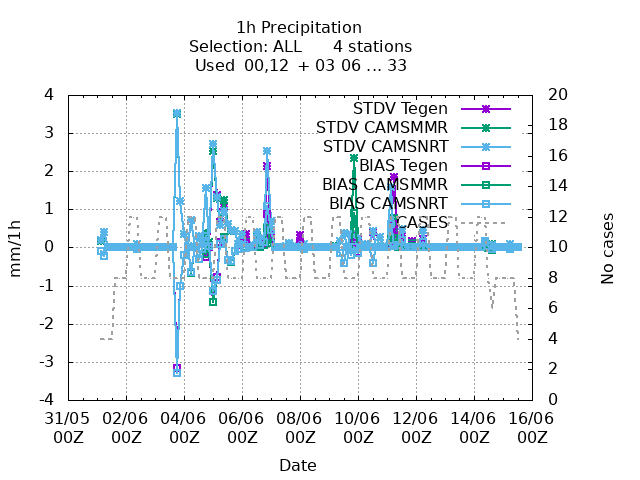 1h Precipitation
Selection: ALL 4 stations
Used 00,12 + 03 06 ... 33
4
3
2
1
0
-1
-2
-3
-4
20
18
16
14
12
10
8
6
4
2
0
STDV Tegen
STDV CAMSMMR
STDV CAMSNRT
BIAS Tegen
BIAS CAMSMMR
BIAS CAMSNRT
CASES
mm/1h
No cases
31/05 02/06 04/06 06/06 08/06 10/06 12/06 14/06 16/06
00Z 00Z 00Z 00Z 00Z 00Z 00Z 00Z 00Z
Date